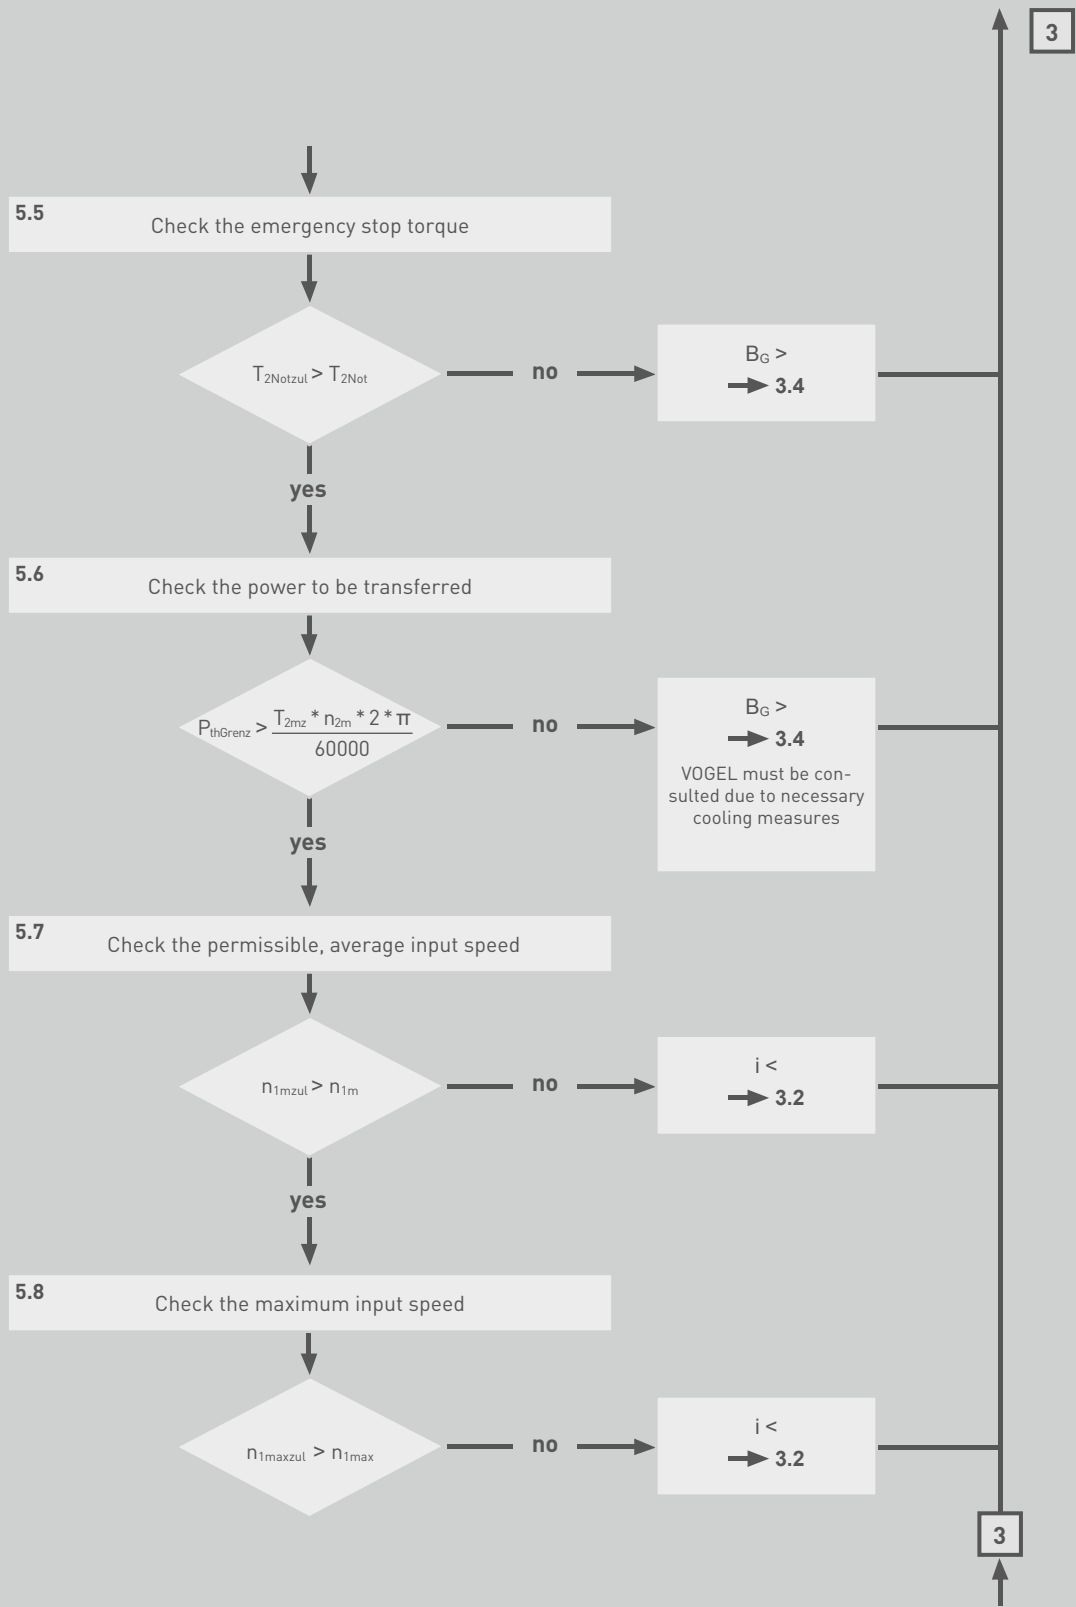 3
5.5
Check the emergency stop torque
T2Notzul > T2Not
no
BG >
3.4
yes
5.6
Check the power to be transferred
PthGrenz > T2mz * n2m * 2 * π
60000
no
BG >
3.4
VOGEL must be con-
sulted due to necessary
cooling measures
yes
5.7
Check the permissible, average input speed
n1mzul > n1m
no
i <
3.2
yes
5.8
Check the maximum input speed
n1maxzul > n1max
no
i <
3.2
3